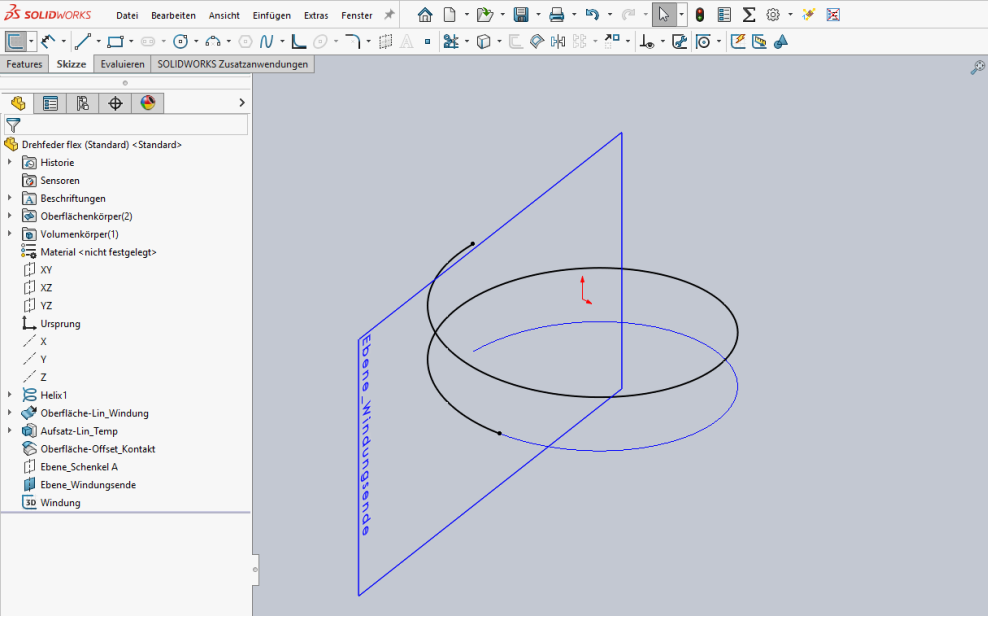 SOLIDWORKS Datei Bearbeiten Ansicht Einfügen Extras Fenster
Features Skizze Evaluieren SOLIDWORKS Zusatzanwendungen
Drehfeder flex (Standard) <Standard>
Historie
Sensoren
Beschriftungen
Oberflächenkörper(2)
Volumenkörper(1)
Material <nicht festgelegt>
XY
XZ
YZ
Ursprung
X
Y
Z
Helix1
Oberfläche-Lin_Windung
Aufsatz-Lin_Temp
Oberfläche-Offset_Kontakt
Ebene_Schenkel A
Ebene_Windungsende
3D Windung
Ebene_Windungsende